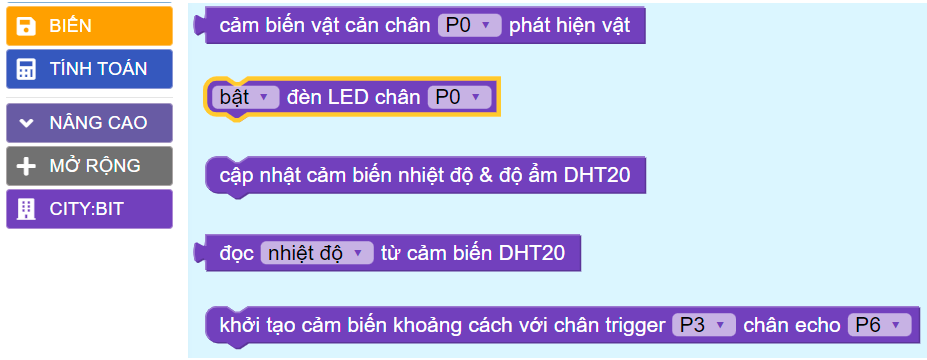 BIẾN
TÍNH TOÁN
NÂNG CAO
MỞ RỘNG
CITY:BIT
cảm biến vật cản chân P0 phát hiện vật
bật đèn LED chân P0
cập nhật cảm biến nhiệt độ & độ ẩm DHT20
đọc nhiệt độ từ cảm biến DHT20
khởi tạo cảm biến khoảng cách với chân trigger P3 chân echo P6